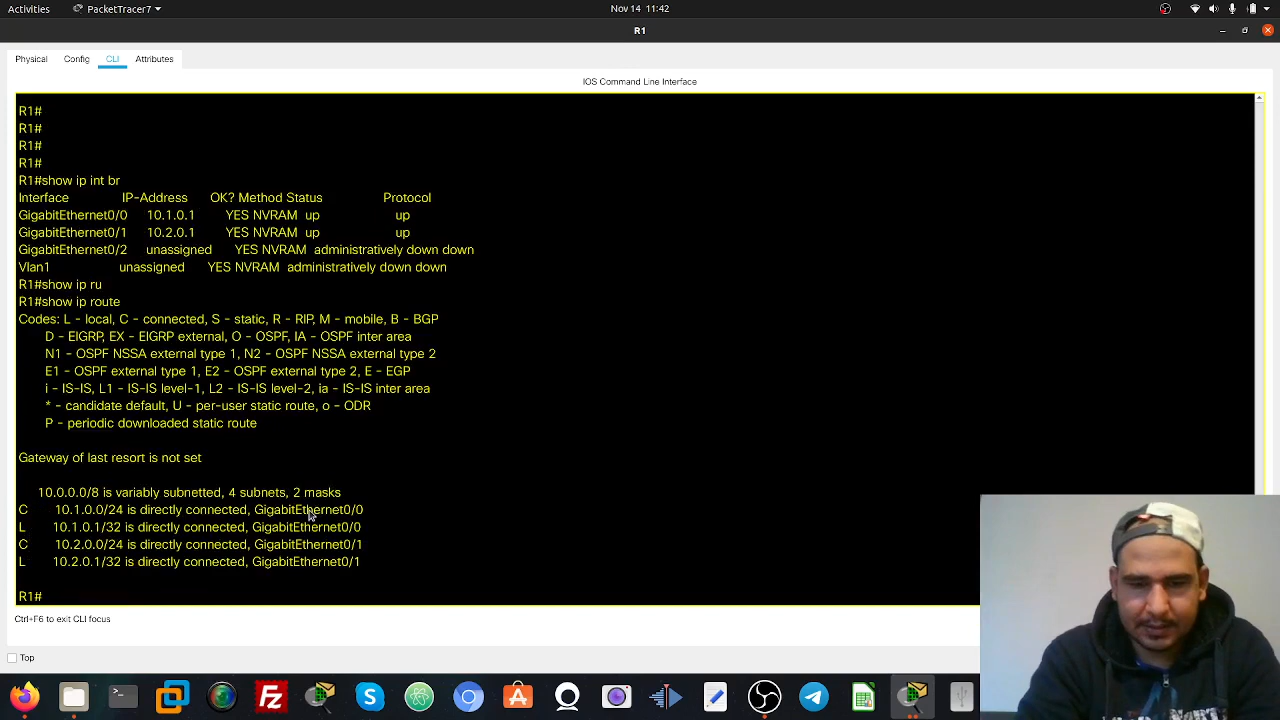 Activities PacketTracer7 Nov 14 11:42
R1
Physical Config CLI Attributes
IOS Command Line Interface
R1#
R1#
R1#
R1#
R1#show ip int br
Interface IP-Address OK? Method Status Protocol
GigabitEthernet0/0 10.1.0.1 YES NVRAM up up
GigabitEthernet0/1 10.2.0.1 YES NVRAM up up
GigabitEthernet0/2 unassigned YES NVRAM administratively down down
Vlan1 unassigned YES NVRAM administratively down down
R1#show ip ru
R1#show ip route
Codes: L - local, C - connected, S - static, R - RIP, M - mobile, B - BGP
D - EIGRP, EX - EIGRP external, O - OSPF, IA - OSPF inter area
N1 - OSPF NSSA external type 1, N2 - OSPF NSSA external type 2
E1 - OSPF external type 1, E2 - OSPF external type 2, E - EGP
i - IS-IS, L1 - IS-IS level-1, L2 - IS-IS level-2, ia - IS-IS inter area
* - candidate default, U - per-user static route, o - ODR
P - periodic downloaded static route
Gateway of last resort is not set
10.0.0.0/8 is variably subnetted, 4 subnets, 2 masks
C 10.1.0.0/24 is directly connected, GigabitEthernet0/0
L 10.1.0.1/32 is directly connected, GigabitEthernet0/0
C 10.2.0.0/24 is directly connected, GigabitEthernet0/1
L 10.2.0.1/32 is directly connected, GigabitEthernet0/1
R1#
Ctrl+F6 to exit CLI focus
Top